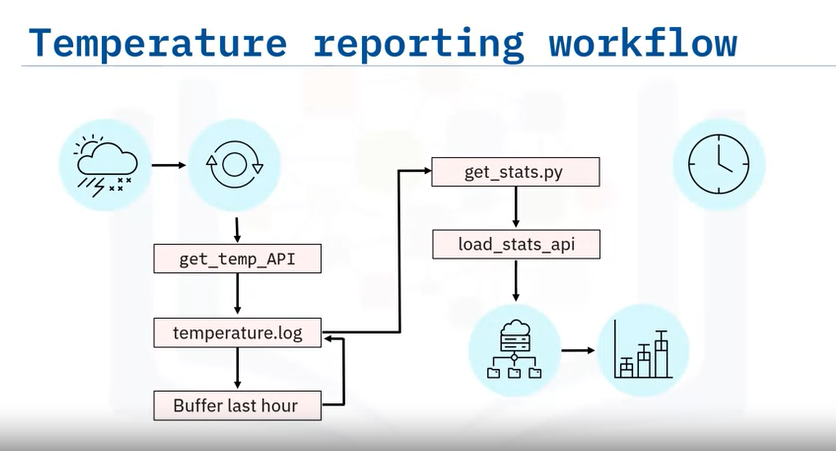 Temperature reporting workflow
get_temp_API
temperature.log
Buffer last hour
get_stats.py
load_stats_api